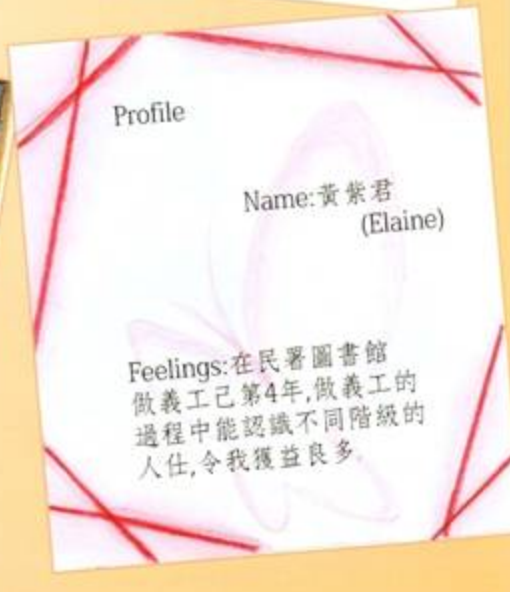 Profile
Name:黃紫君
(Elaine)
Feelings:在民署圖書館
做義工己第4年,做義工的
過程中能認識不同階級的
人仕,令我獲益良多.